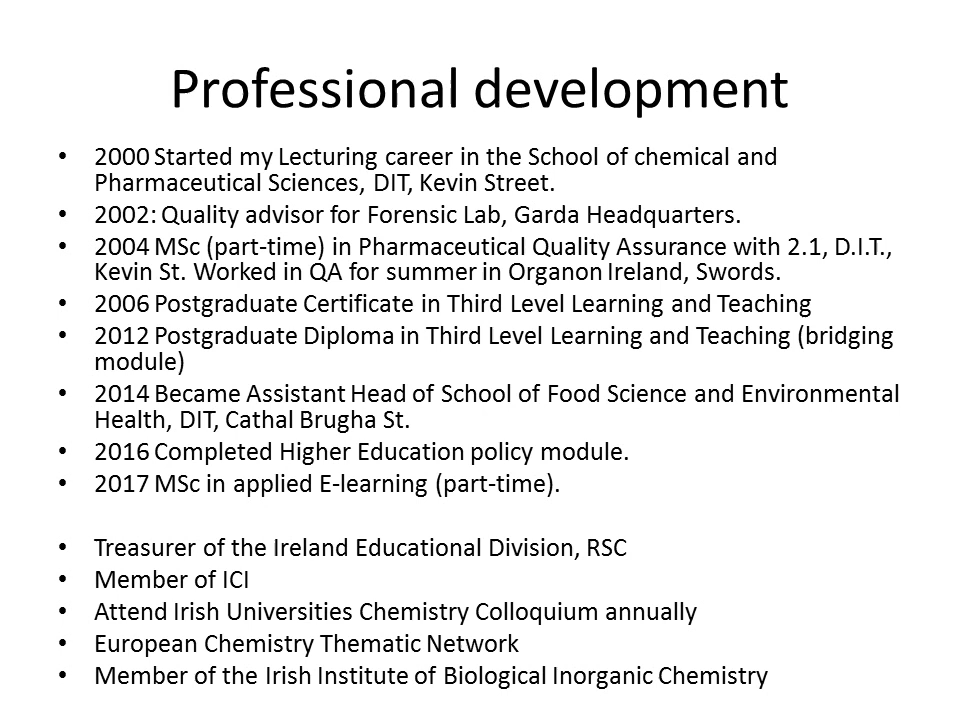 Professional development
• 2000 Started my Lecturing career in the School of chemical and
Pharmaceutical Sciences, DIT, Kevin Street.
• 2002: Quality advisor for Forensic Lab, Garda Headquarters.
• 2004 MSc (part-time) in Pharmaceutical Quality Assurance with 2.1, D.I.T.,
Kevin St. Worked in QA for summer in Organon Ireland, Swords.
• 2006 Postgraduate Certificate in Third Level Learning and Teaching
• 2012 Postgraduate Diploma in Third Level Learning and Teaching (bridging
module)
• 2014 Became Assistant Head of School of Food Science and Environmental
Health, DIT, Cathal Brugha St.
• 2016 Completed Higher Education policy module.
• 2017 MSc in applied E-learning (part-time).
• Treasurer of the Ireland Educational Division, RSC
• Member of ICI
• Attend Irish Universities Chemistry Colloquium annually
• European Chemistry Thematic Network
• Member of the Irish Institute of Biological Inorganic Chemistry